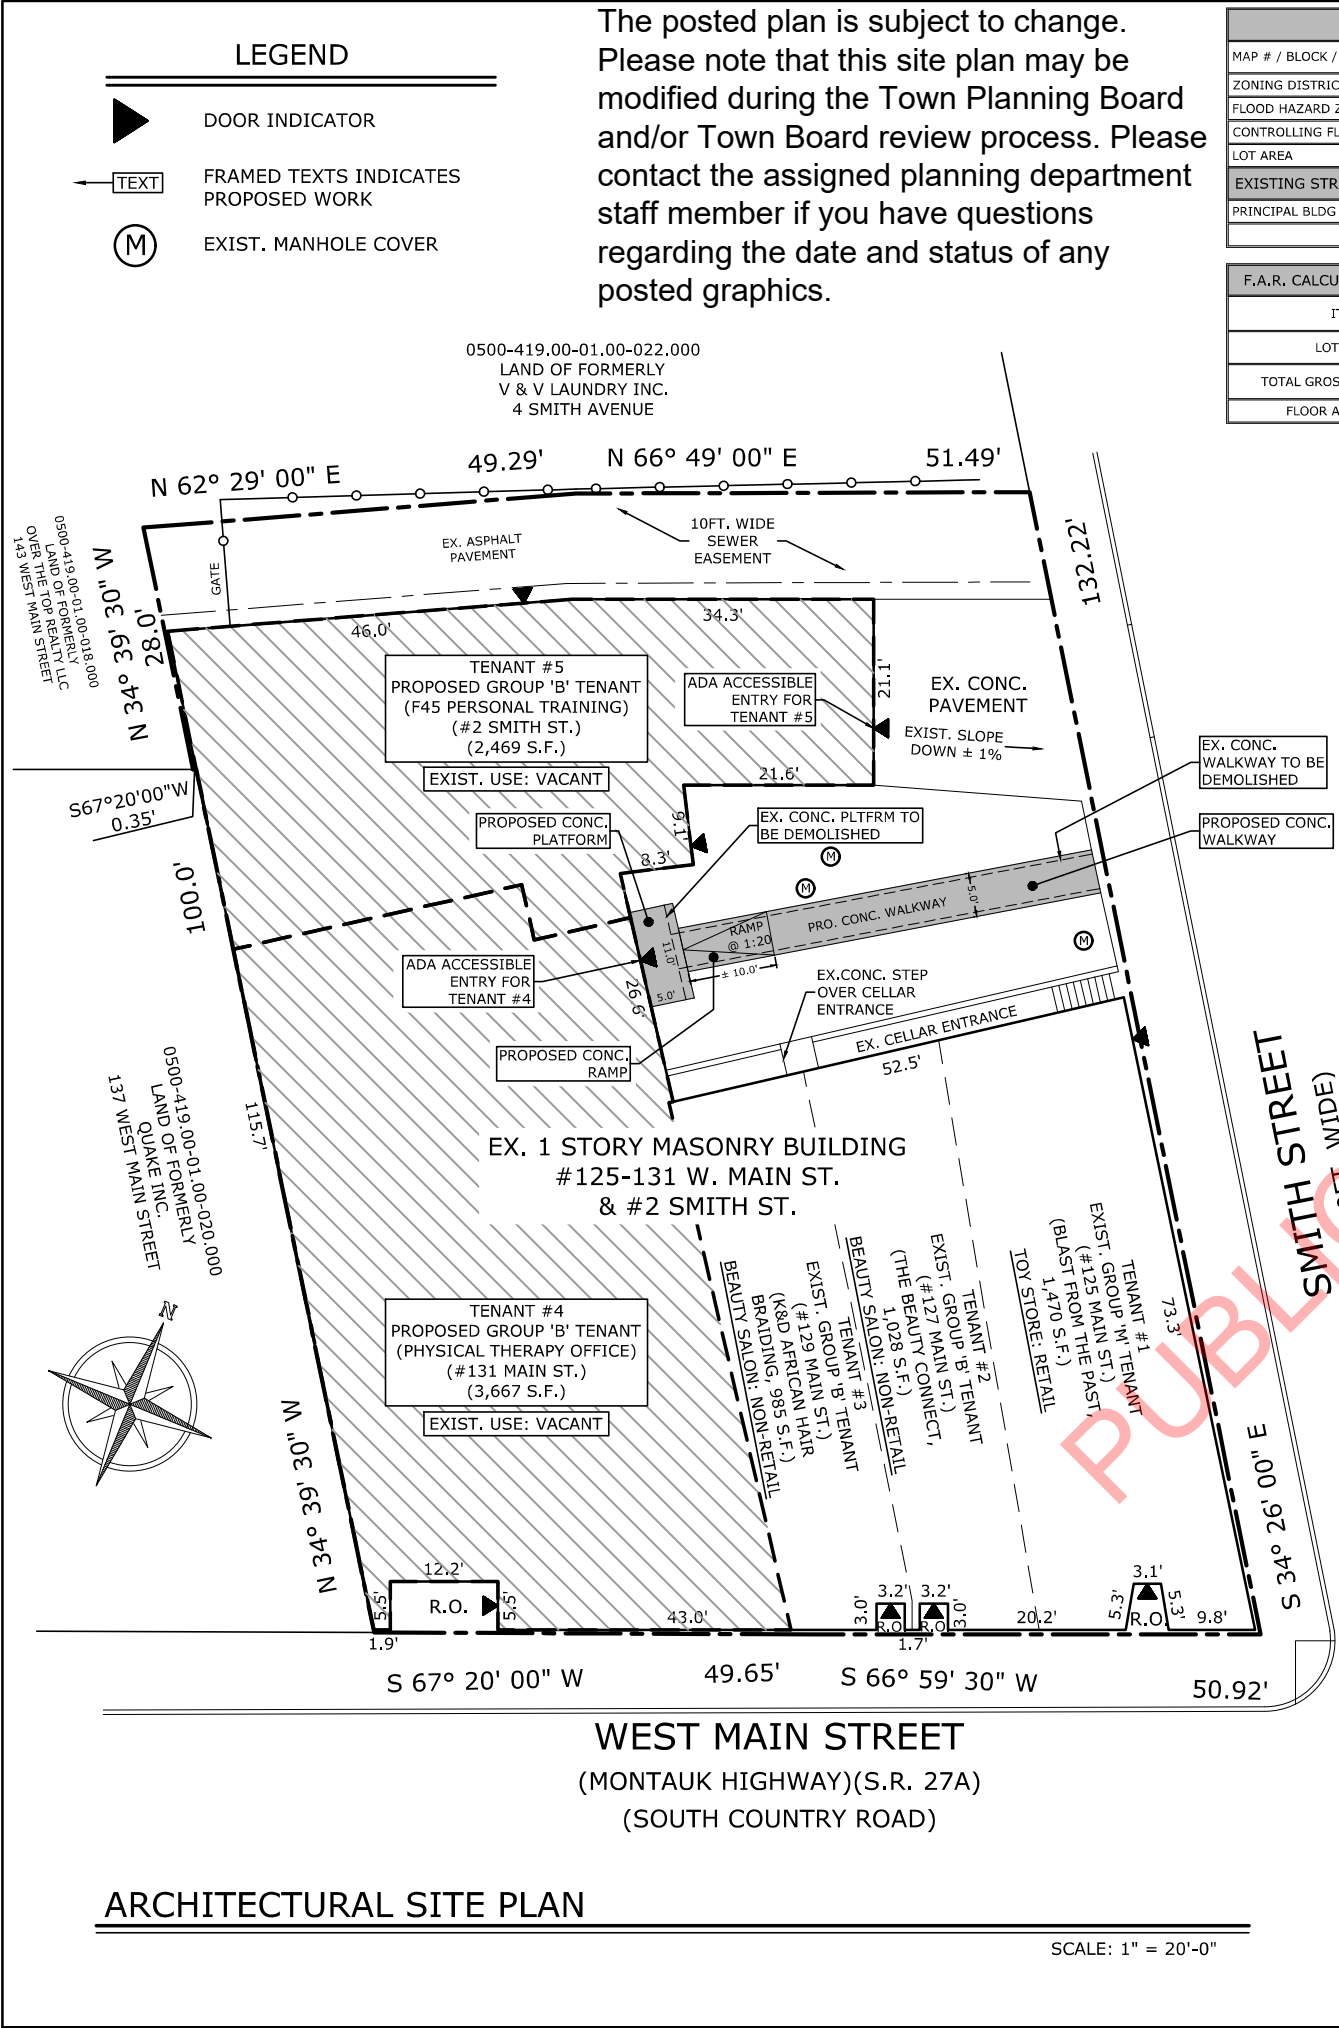 LEGEND
DOOR INDICATOR
TEXT
FRAMED TEXTS INDICATES
PROPOSED WORK
M
EXIST. MANHOLE COVER
The posted plan is subject to change.
Please note that this site plan may be
modified during the Town Planning Board
and/or Town Board review process. Please
contact the assigned planning department
staff member if you have questions
regarding the date and status of any
posted graphics.
MAP # / BLOCK /
ZONING DISTRIC
FLOOD HAZARD Z
CONTROLLING FL
LOT AREA
EXISTING STR
PRINCIPAL BLDG
F.A.R. CALCU
IT
LOT
TOTAL GROS
FLOOR A
0500-419.00-01.00-022.000
LAND OF FORMERLY
V & V LAUNDRY INC.
4 SMITH AVENUE
N 62° 29' 00" E
49.29'
N 66° 49' 00" E
51.49'
0500-419.00-01.00-018.000
LAND OF FORMERLY
OVER THE TOP REALTY LLC
143 WEST MAIN STREET
N 34° 39' 30" W
28.0'
GATE
EX. ASPHALT
PAVEMENT
10FT. WIDE
SEWER
EASEMENT
132.22'
46.0'
34.3'
21.1'
TENANT #5
PROPOSED GROUP 'B' TENANT
(F45 PERSONAL TRAINING)
(#2 SMITH ST.)
(2,469 S.F.)
EXIST. USE: VACANT
ADA ACCESSIBLE
ENTRY FOR
TENANT #5
EX. CONC.
PAVEMENT
EXIST. SLOPE
DOWN ± 1%
EX. CONC.
WALKWAY TO BE
DEMOLISHED
S67°20'00"W
0.35'
21.6'
9.1'
8.3'
PROPOSED CONC.
PLATFORM
EX. CONC. PLTFRM TO
BE DEMOLISHED
PROPOSED CONC.
WALKWAY
M
M
M
100.0'
RAMP
@ 1:20
PRO. CONC. WALKWAY
5.0'
11.0'
± 10.0'
5.0'
26.6'
ADA ACCESSIBLE
ENTRY FOR
TENANT #4
EX.CONC. STEP
OVER CELLAR
ENTRANCE
EX. CELLAR ENTRANCE
52.5'
PROPOSED CONC.
RAMP
0500-419.00-01.00-020.000
LAND OF FORMERLY
QUAKE INC.
137 WEST MAIN STREET
115.7'
EX. 1 STORY MASONRY BUILDING
#125-131 W. MAIN ST.
& #2 SMITH ST.
SMITH STREET
WIDE)
PUBLIC
N
TENANT #4
PROPOSED GROUP 'B' TENANT
(PHYSICAL THERAPY OFFICE)
(#131 MAIN ST.)
(3,667 S.F.)
EXIST. USE: VACANT
TENANT #3
EXIST. GROUP 'B' TENANT
(#129 MAIN ST.)
(K&D AFRICAN HAIR
BRAIDING, 985 S.F.)
BEAUTY SALON: NON-RETAIL
TENANT #2
EXIST. GROUP 'B' TENANT
(#127 MAIN ST.)
(THE BEAUTY CONNECT,
1,028 S.F.)
BEAUTY SALON: NON-RETAIL
TENANT #1
EXIST. GROUP 'M' TENANT
(#125 MAIN ST.)
(BLAST FROM THE PAST,
1,470 S.F.)
TOY STORE: RETAIL
73.3'
N 34° 39' 30" W
S 34° 26' 00" E
12.2'
5.5'
R.O.
5.5'
1.9'
43.0'
3.0'
3.2'
R.O.
3.2'
R.O.
3.0'
1.7'
20.2'
5.3'
3.1'
R.O.
5.3'
9.8'
S 67° 20' 00" W
49.65'
S 66° 59' 30" W
50.92'
WEST MAIN STREET
(MONTAUK HIGHWAY)(S.R. 27A)
(SOUTH COUNTRY ROAD)
ARCHITECTURAL SITE PLAN
SCALE: 1" = 20'-0"